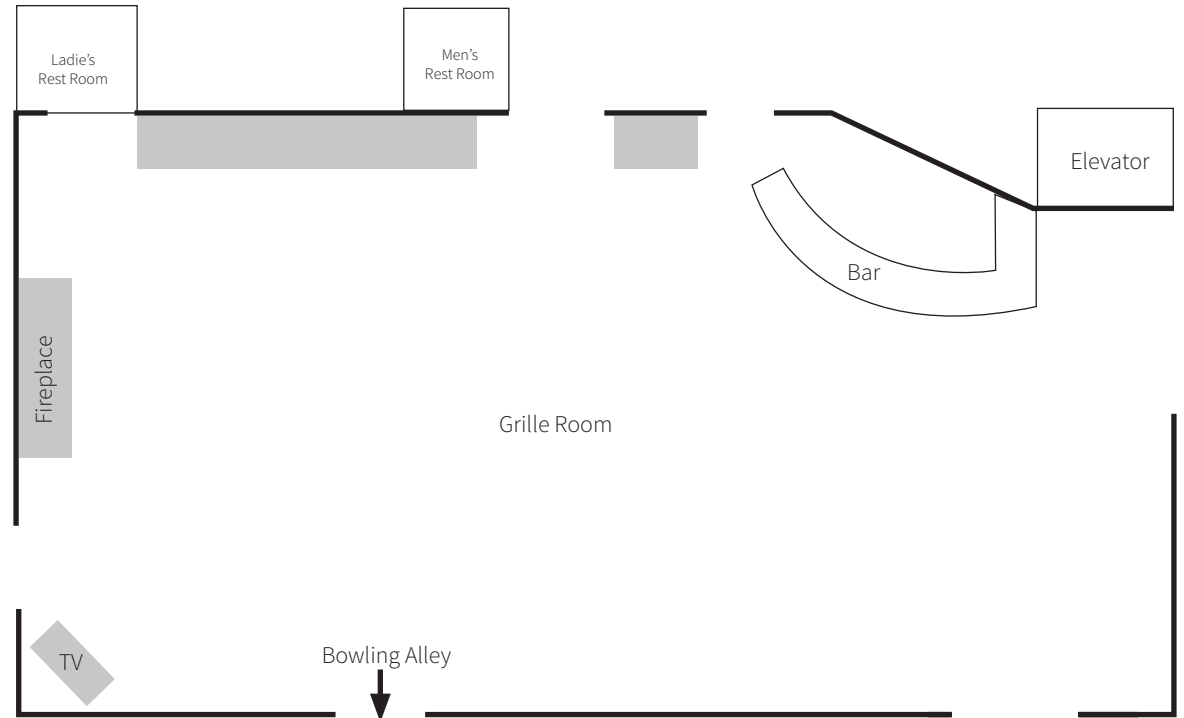 Ladie’s
Rest Room
Men’s
Rest Room
Elevator
Bar
Fireplace
Grille Room
Bowling Alley
TV